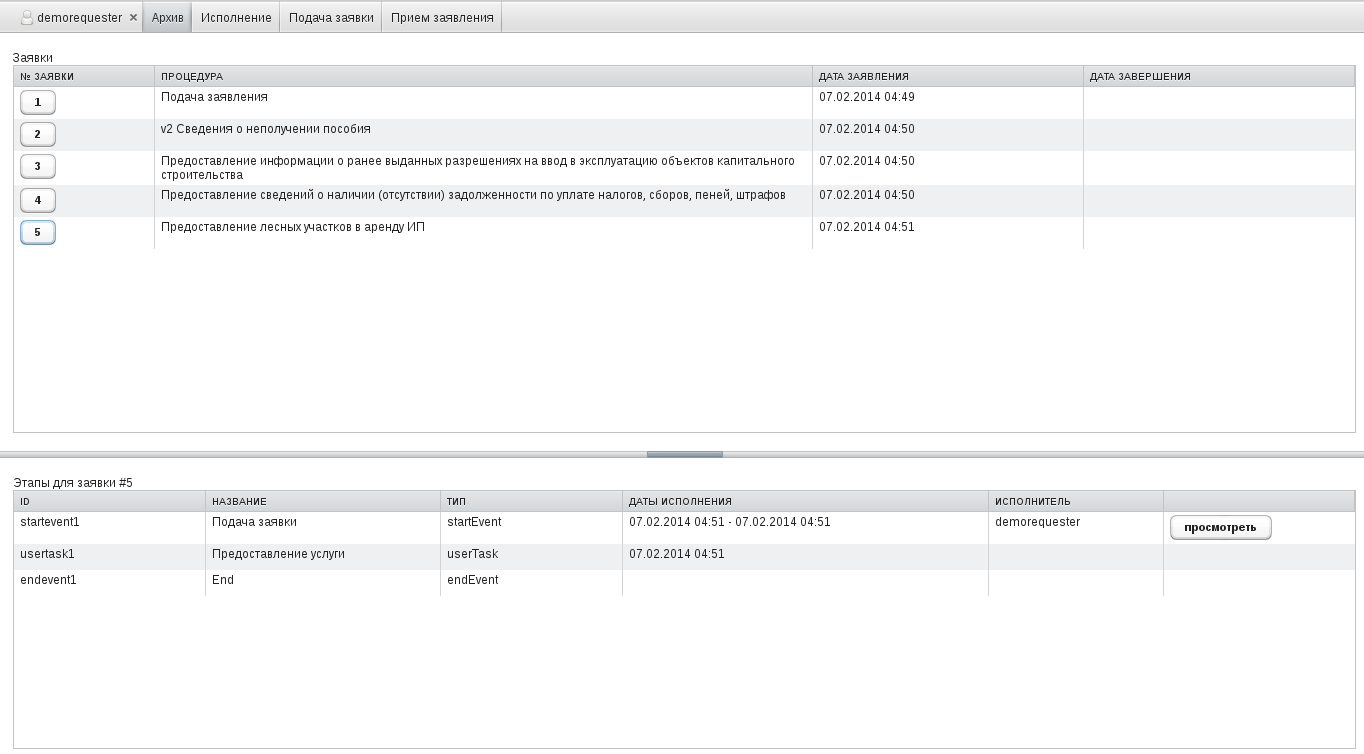 demorequester × Архив Исполнение Подача заявки Прием заявления
Заявки
№ ЗАЯВКИ ПРОЦЕДУРА ДАТА ЗАЯВЛЕНИЯ ДАТА ЗАВЕРШЕНИЯ
1 Подача заявления 07.02.2014 04:49
2 v2 Сведения о неполучении пособия 07.02.2014 04:50
3 Предоставление информации о ранее выданных разрешениях на ввод в эксплуатацию объектов капитального 07.02.2014 04:50
строительства
4 Предоставление сведений о наличии (отсутствии) задолженности по уплате налогов, сборов, пеней, штрафов 07.02.2014 04:50
5 Предоставление лесных участков в аренду ИП 07.02.2014 04:51
Этапы для заявки #5
ID НАЗВАНИЕ ТИП ДАТЫ ИСПОЛНЕНИЯ ИСПОЛНИТЕЛЬ
startevent1 Подача заявки startEvent 07.02.2014 04:51 - 07.02.2014 04:51 demorequester просмотреть
usertask1 Предоставление услуги userTask 07.02.2014 04:51
endevent1 End endEvent